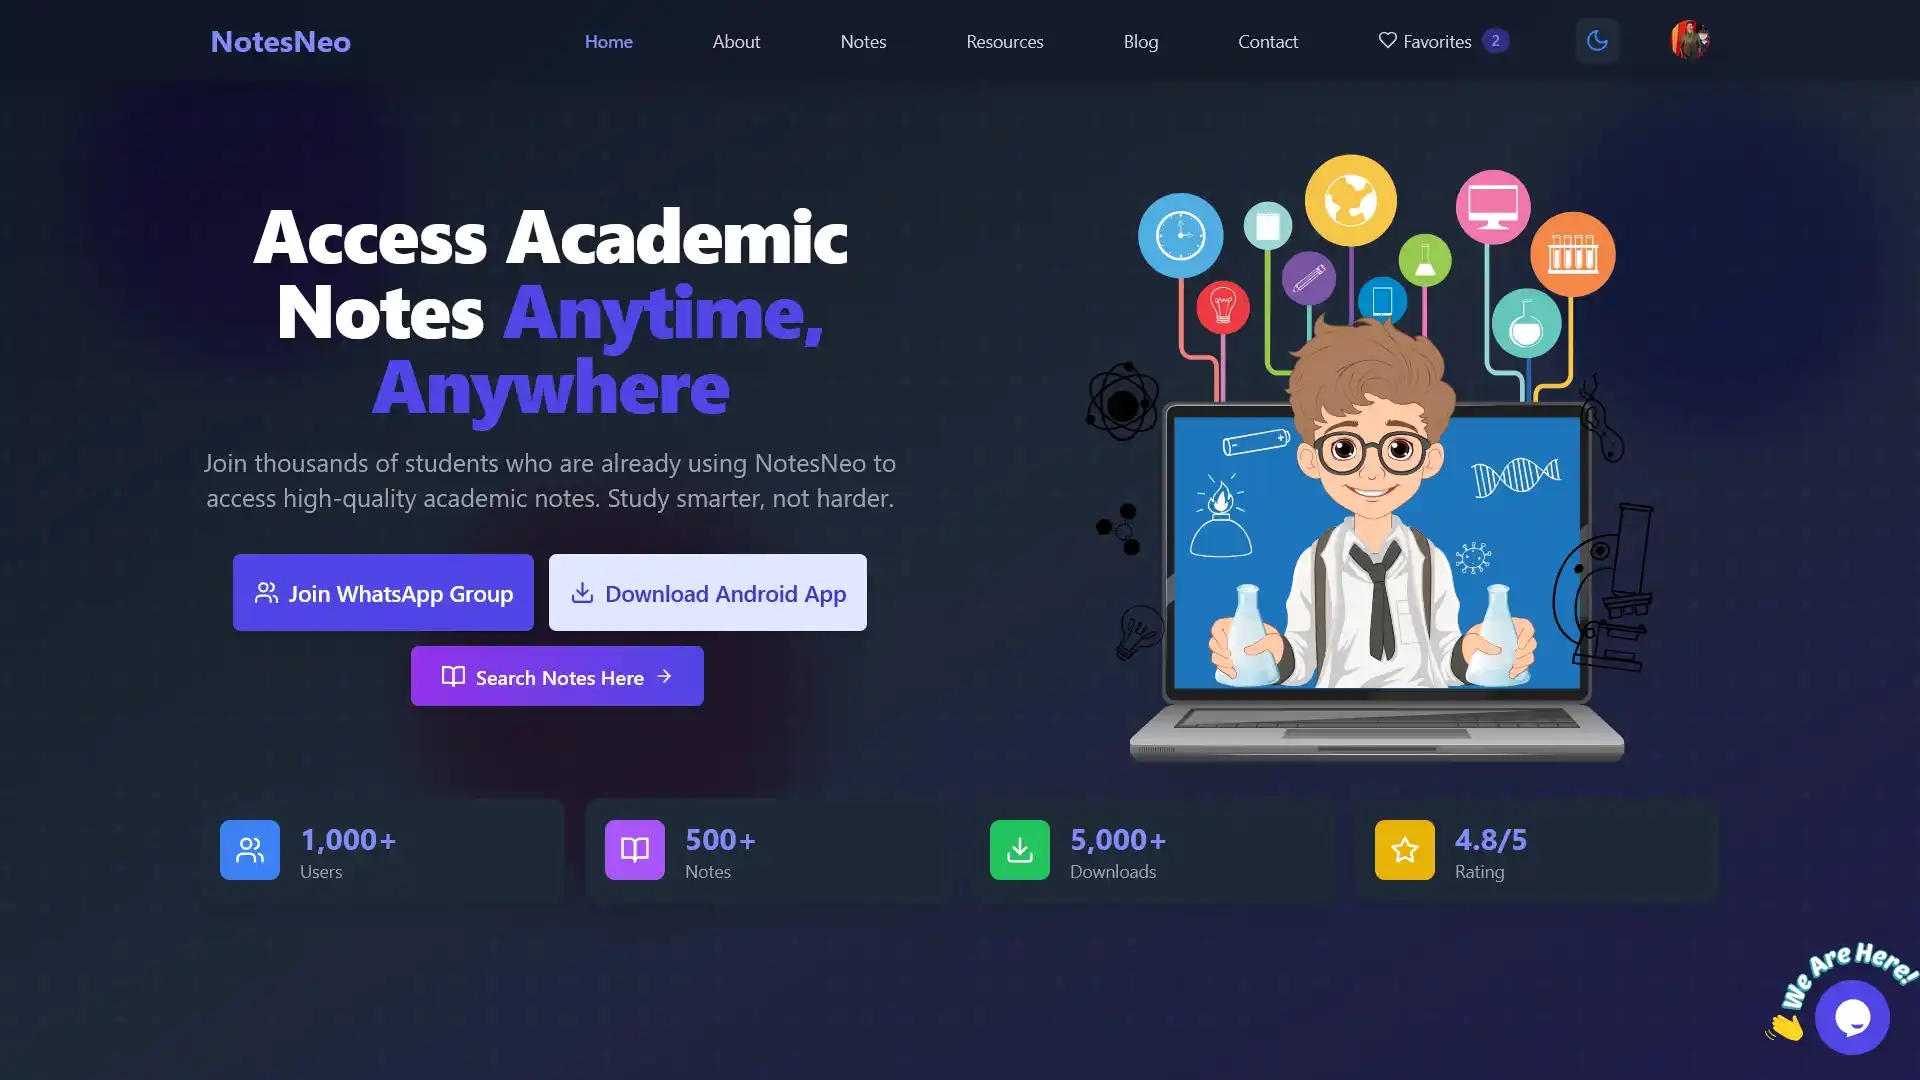 NotesNeo
Home
About
Notes
Resources
Blog
Contact
Favorites
2
Access Academic
Notes Anytime,
Anywhere
Join thousands of students who are already using NotesNeo to
access high-quality academic notes. Study smarter, not harder.
Join WhatsApp Group
Download Android App
Search Notes Here
1,000+
Users
500+
Notes
5,000+
Downloads
4.8/5
Rating
We Are Here!